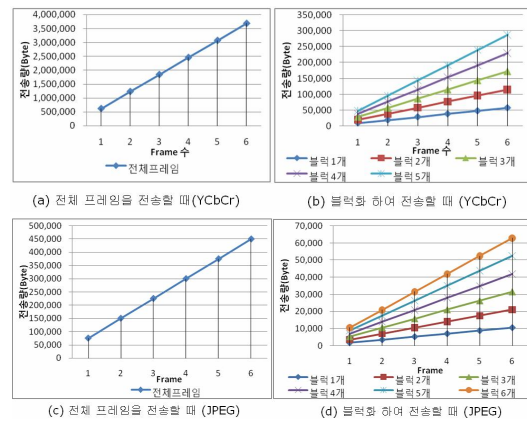 4,000,000
3,500,000
3,000,000
2,500,000
2,000,000
1,500,000
1,000,000
500,000
0
전송량(Byte)
1 2 3 4 5 6
Frame 수
전체프레임
(a) 전체 프레임을 전송할 때(YCbCr)
350,000
300,000
250,000
200,000
150,000
100,000
50,000
0
전송량(Byte)
1 2 3 4 5 6
Frame 수
블럭1개 블럭2개 블럭3개
블럭4개 블럭5개
(b) 블럭화 하여 전송할 때 (YCbCr)
500,000
450,000
400,000
350,000
300,000
250,000
200,000
150,000
100,000
50,000
0
전송량(Byte)
1 2 3 4 5 6
Frame
전체프레임
(c) 전체 프레임을 전송할 때 (JPEG)
70,000
60,000
50,000
40,000
30,000
20,000
10,000
0
전송량(Byte)
1 2 3 4 5 6
Frame
블럭1개 블럭2개 블럭3개
블럭4개 블럭5개 블럭6개
(d) 블럭화 하여 전송할 때 (JPEG)